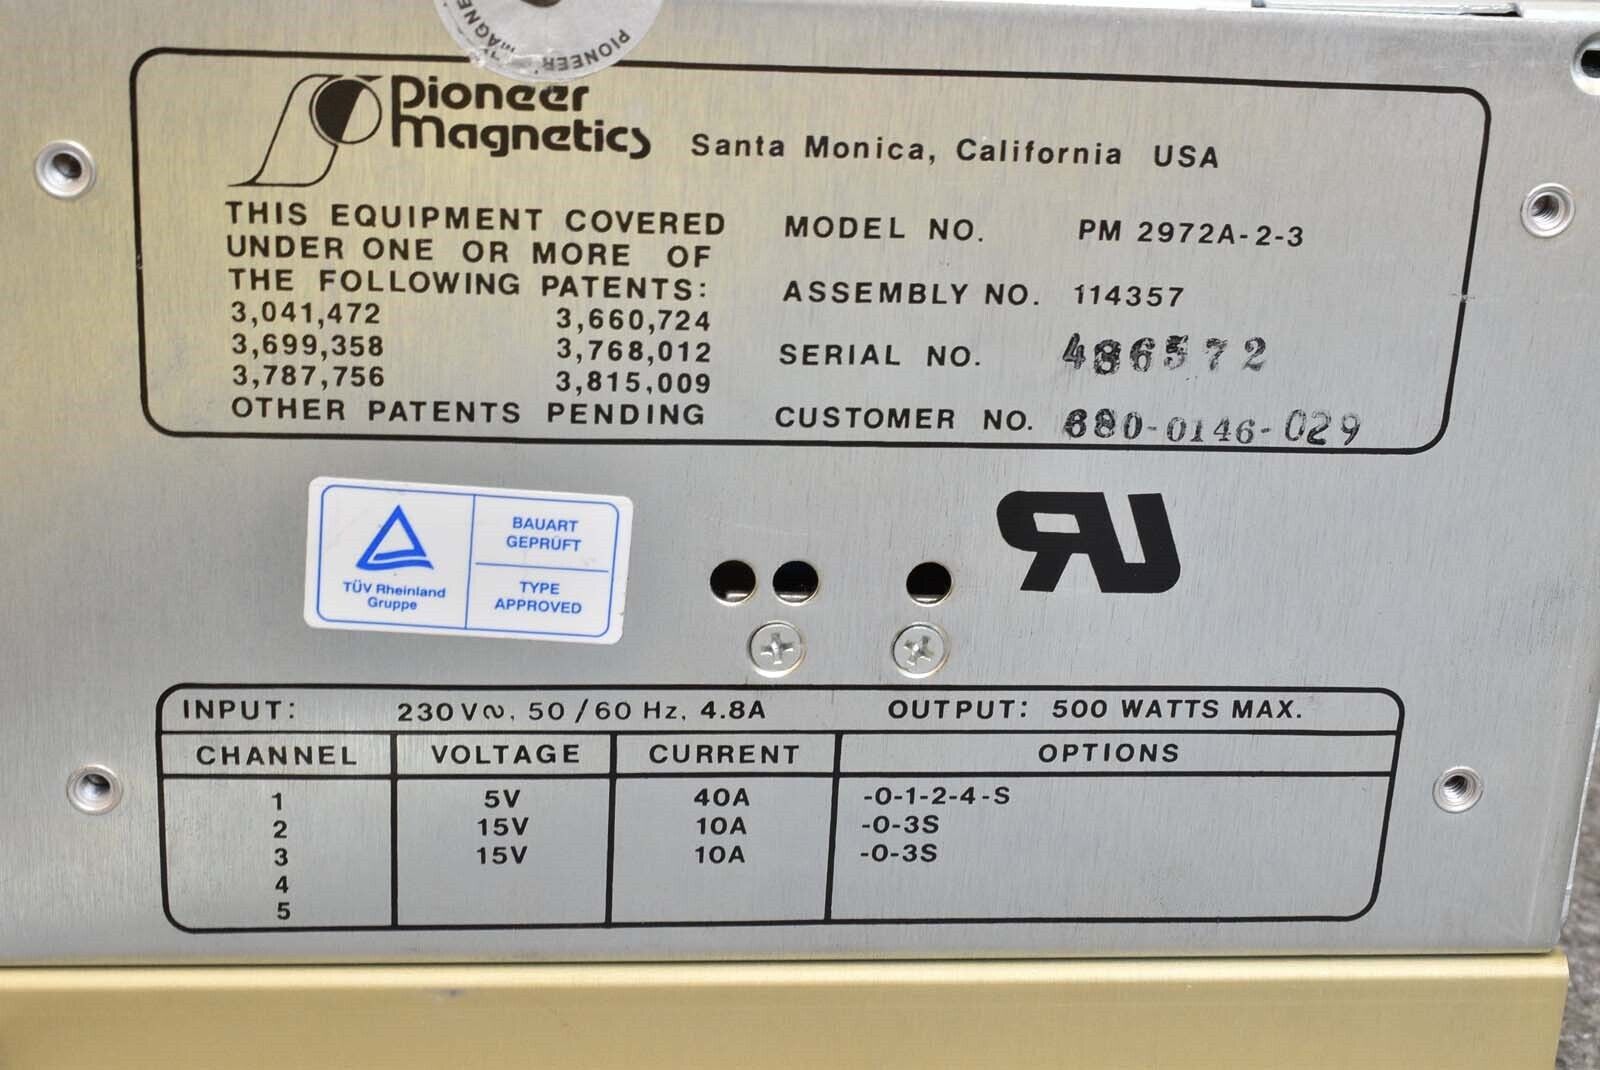 PIONEER MAGNE
Pioneer
Magnetics
Santa Monica, California USA
THIS EQUIPMENT COVERED
UNDER ONE OR MORE OF
THE FOLLOWING PATENTS:
3,041,472 3,660,724
3,699,358 3,768,012
3,787,756 3,815,009
OTHER PATENTS PENDING
MODEL NO. PM 2972A-2-3
ASSEMBLY NO. 114357
SERIAL NO. 486572
CUSTOMER NO. 680-0146-029
TÜV Rheinland
Gruppe
BAUART
GEPRÜFT
TYPE
APPROVED
INPUT: 230 V∿, 50/60 Hz, 4.8A OUTPUT: 500 WATTS MAX.
CHANNEL VOLTAGE CURRENT OPTIONS
1 5V 40A -0-1-2-4-S
2 15V 10A -0-3S
3 15V 10A -0-3S
4
5